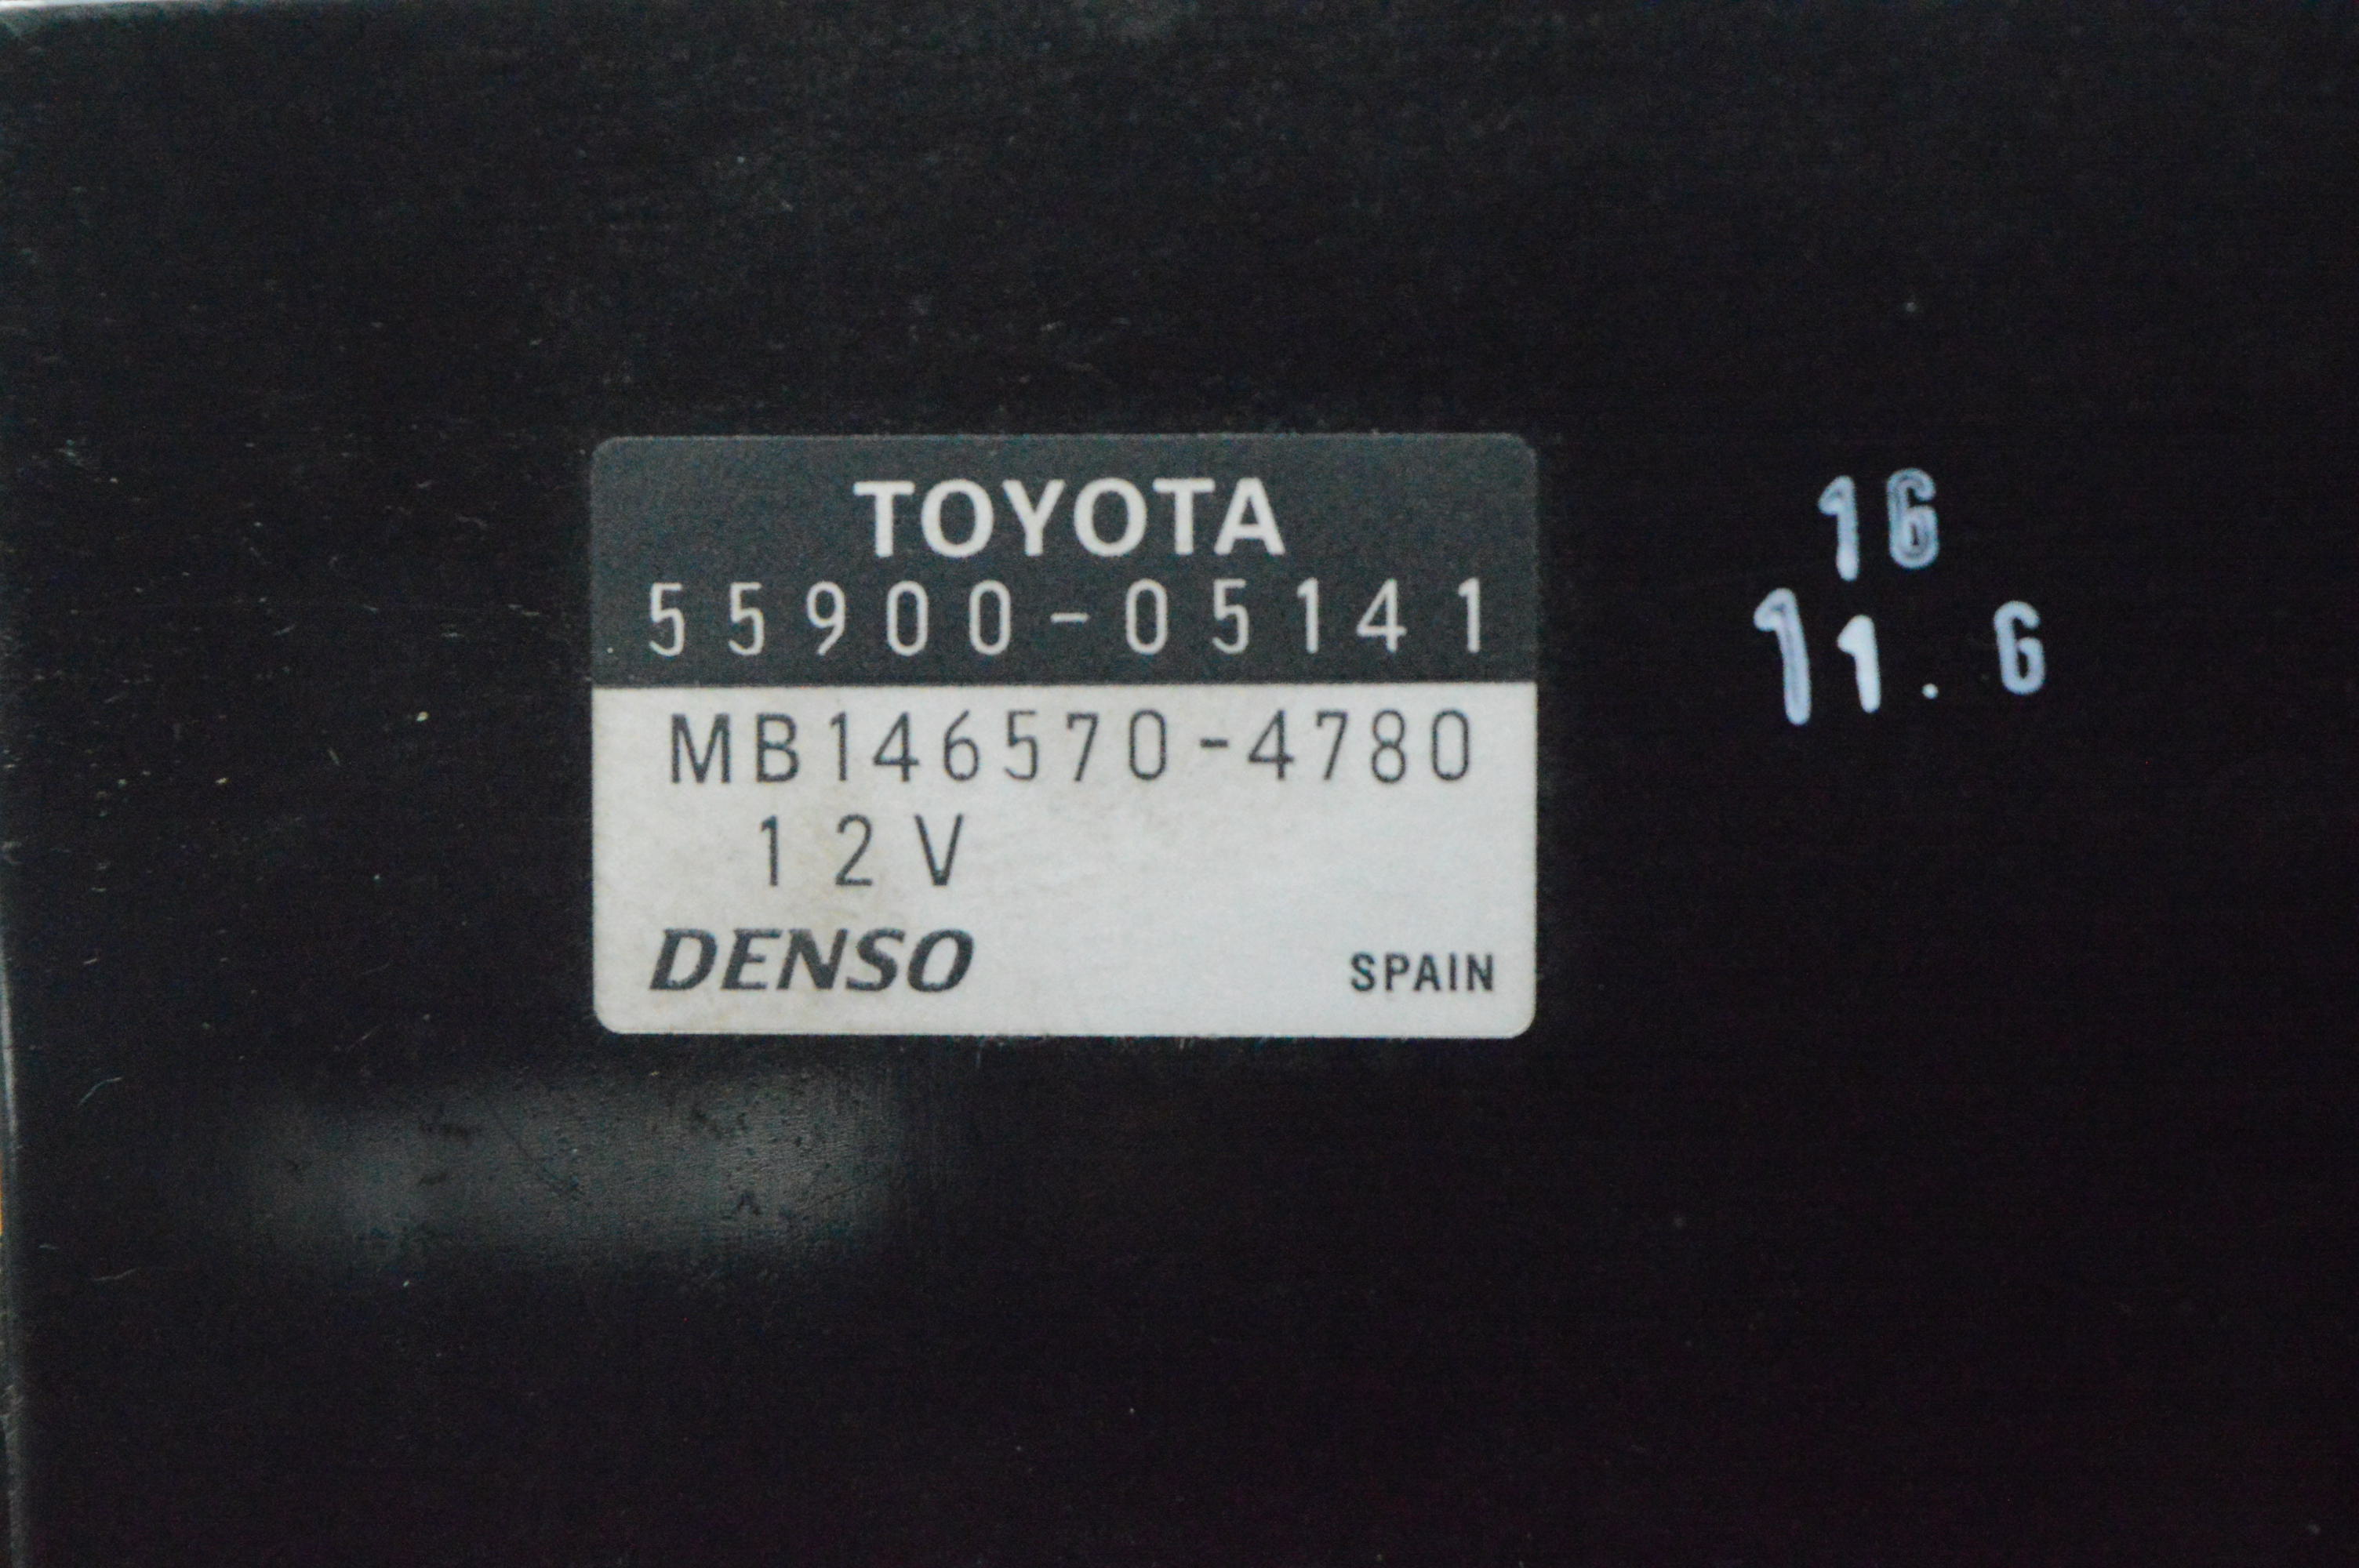 TOYOTA
55900-05141
MB146570-4780
12V
DENSO SPAIN
16
11.6